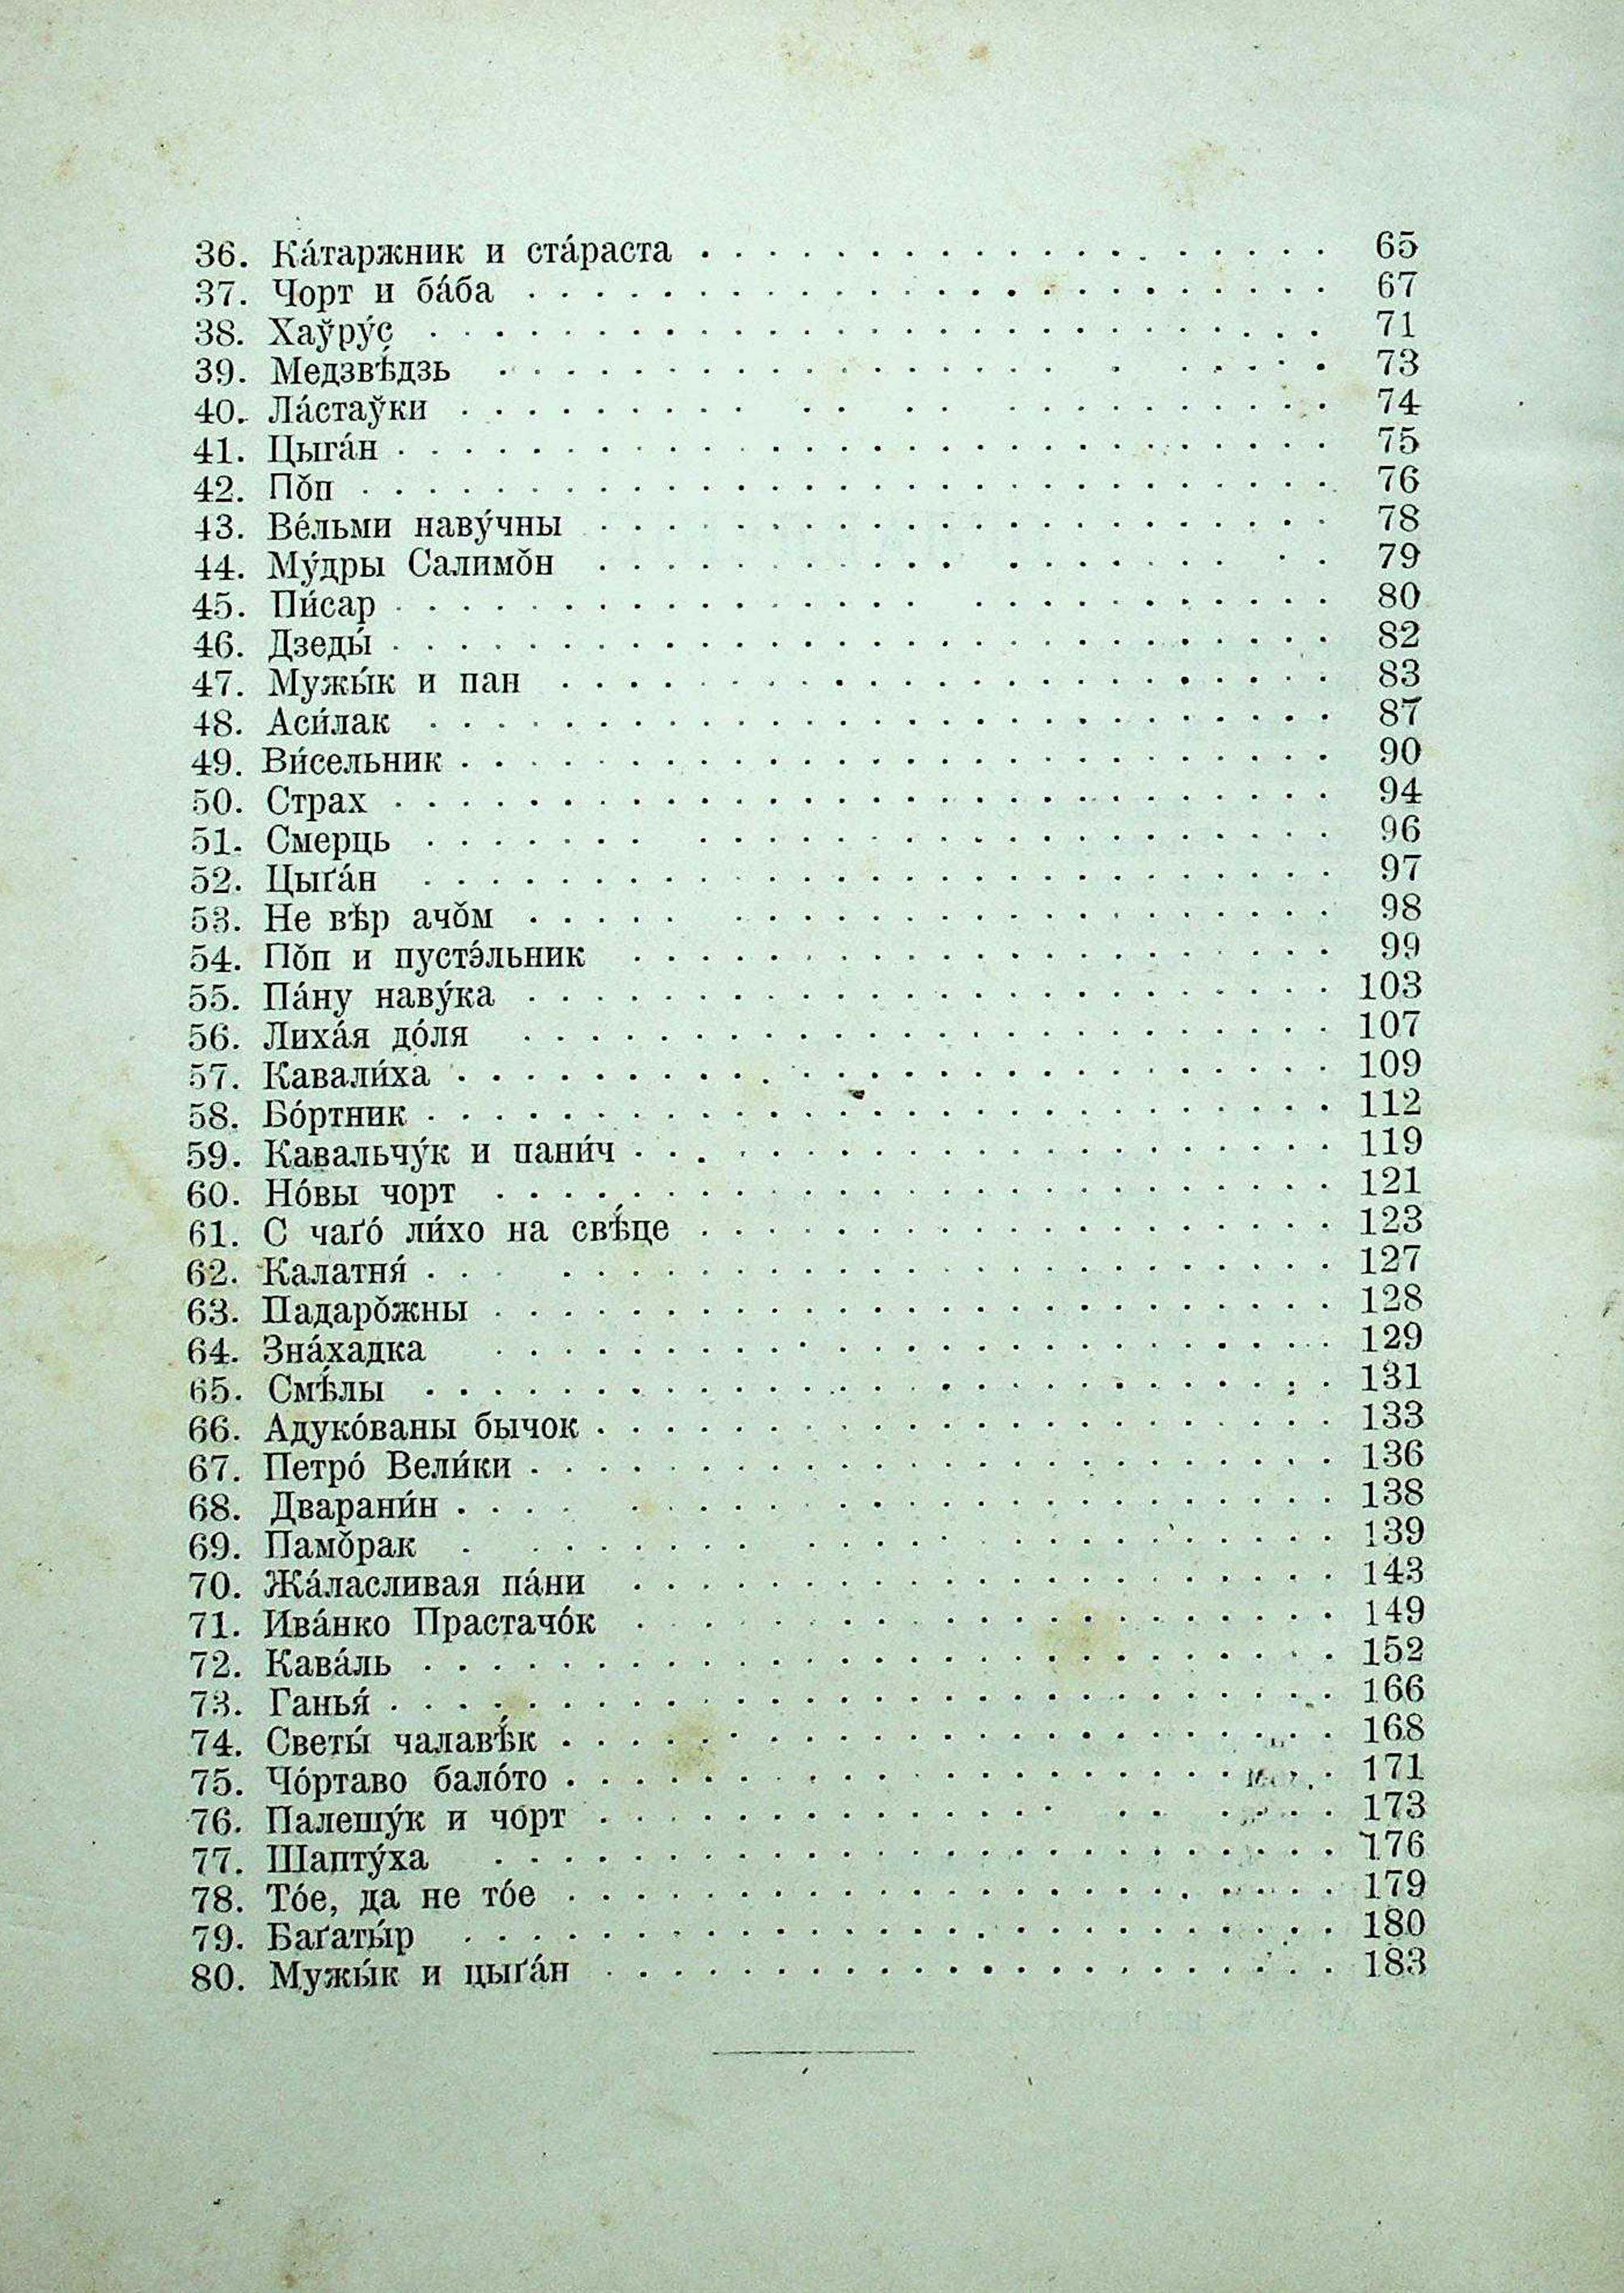 36. Ка́таржник и ста́раста . . . . . . . . . . . . . . . . . . . 65
37. Чорт и ба́ба . . . . . . . . . . . . . . . . . . . . . . . . 67
38. Хаўру́с . . . . . . . . . . . . . . . . . . . . . . . . . . . 71
39. Медзвѣ́дзь . . . . . . . . . . . . . . . . . . . . . . . . 73
40. Ла́стаўки . . . . . . . . . . . . . . . . . . . . . . . . 74
41. Цыга́н . . . . . . . . . . . . . . . . . . . . . . . . . . . 75
42. По̆п . . . . . . . . . . . . . . . . . . . . . . . . . . . . . 76
43. Ве́льми наву́чны . . . . . . . . . . . . . . . . . . . . . . 78
44. Му́дры Салимо̆н . . . . . . . . . . . . . . . . . . . . . 79
45. Пи́сар . . . . . . . . . . . . . . . . . . . . . . . . . . . 80
46. Дзеды́ . . . . . . . . . . . . . . . . . . . . . . . . . . . . 82
47. Мужы́к и пан . . . . . . . . . . . . . . . . . . . . . . . 83
48. Аси́лак . . . . . . . . . . . . . . . . . . . . . . . . . . . 87
49. Ви́сельник . . . . . . . . . . . . . . . . . . . . . . . . . . 90
50. Страх . . . . . . . . . . . . . . . . . . . . . . . . . . . . 94
51. Смерць . . . . . . . . . . . . . . . . . . . . . . . . . . 96
52. Цыґа́н . . . . . . . . . . . . . . . . . . . . . . . . . . . 97
53. Не вѣр ачо̆м . . . . . . . . . . . . . . . . . . . . . . . 98
54. По̆п и пустэ́льник . . . . . . . . . . . . . . . . . . . . . 99
55. Па́ну наву́ка . . . . . . . . . . . . . . . . . . . . . . . . 103
56. Лиха́я до́ля . . . . . . . . . . . . . . . . . . . . . . . . 107
57. Кавали́ха . . . . . . . . . . . . . . . . . . . . . . . . . . 109
58. Бо́ртник . . . . . . . . . . . . . . . . . . . . . . . . . . . 112
59. Кавальчу́к и пани́ч . . . . . . . . . . . . . . . . . . . . . 119
60. Но́вы чорт . . . . . . . . . . . . . . . . . . . . . . . . . 121
61. С чаґо́ ли́хо на свѣ́це . . . . . . . . . . . . . . . . . . . 123
62. Калатня́ . . . . . . . . . . . . . . . . . . . . . . . . . . 127
63. Падаро̆жны . . . . . . . . . . . . . . . . . . . . . . . . . 128
64. Зна́хадка . . . . . . . . . . . . . . . . . . . . . . . . . 129
65. Смѣ́лы . . . . . . . . . . . . . . . . . . . . . . . . . . . 131
66. Адуко́ваны бычок . . . . . . . . . . . . . . . . . . . . . . 133
67. Петро́ Вели́ки . . . . . . . . . . . . . . . . . . . . . . . . 136
68. Дварани́н . . . . . . . . . . . . . . . . . . . . . . . . . 138
69. Памо̆рак . . . . . . . . . . . . . . . . . . . . . . . . 139
70. Жа́ласливая па́ни . . . . . . . . . . . . . . . . . . . . . 143
71. Ива́нко Прастачо́к . . . . . . . . . . . . . . . . . . . . . 149
72. Кава́ль . . . . . . . . . . . . . . . . . . . . . . . . . . . 152
73. Ганья́ . . . . . . . . . . . . . . . . . . . . . . . . . . . . 166
74. Светы́ чалавѣ́к . . . . . . . . . . . . . . . . . . . . . . . 168
75. Чо́ртаво бало́то . . . . . . . . . . . . . . . . . . . . . . . 171
76. Палешу́к и чорт . . . . . . . . . . . . . . . . . . . . 173
77. Шапту́ха . . . . . . . . . . . . . . . . . . . . . . . . . 176
78. То́е, да не то́е . . . . . . . . . . . . . . . . . . . . . . . 179
79. Баґаты́р . . . . . . . . . . . . . . . . . . . . . . . . . . 180
80. Мужы́к и цыґа́н . . . . . . . . . . . . . . . . . . . . . . 183